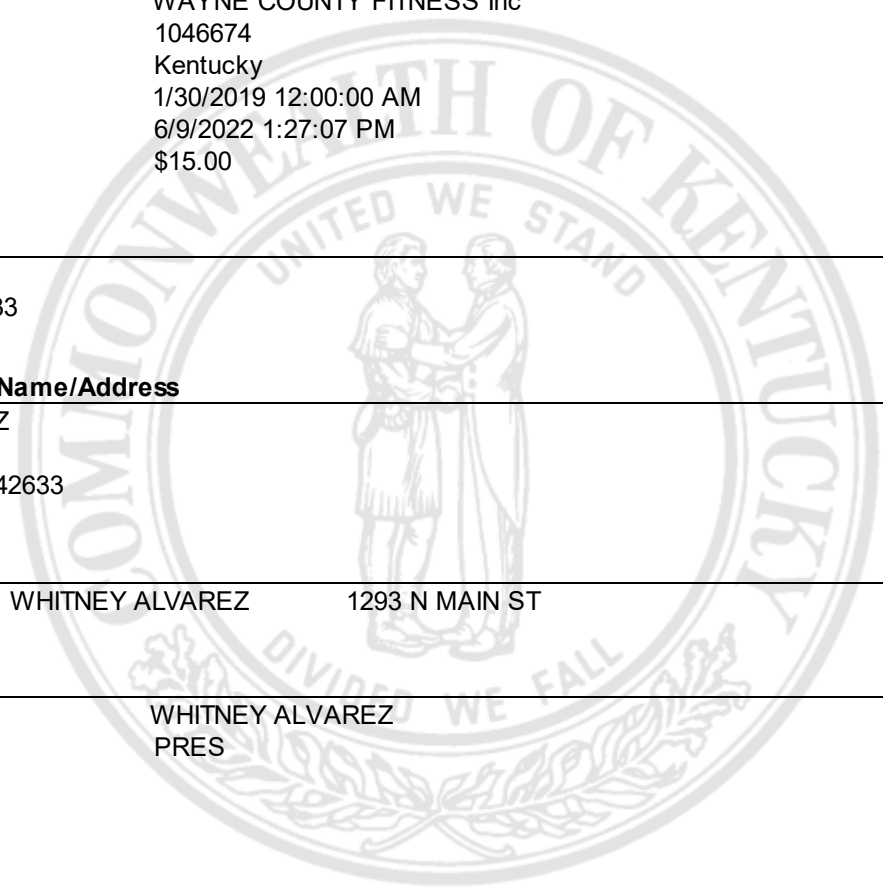 WAYNE COUNTY FITNESS Inc
1046674
Kentucky
1/30/2019 12:00:00 AM
6/9/2022 1:27:07 PM
$15.00
33
Name/Address
Z
42633
WHITNEY ALVAREZ 1293 N MAIN ST
WHITNEY ALVAREZ
PRES
COMMONWEALTH OF KENTUCKY
UNITED WE STAND
DIVIDED WE FALL